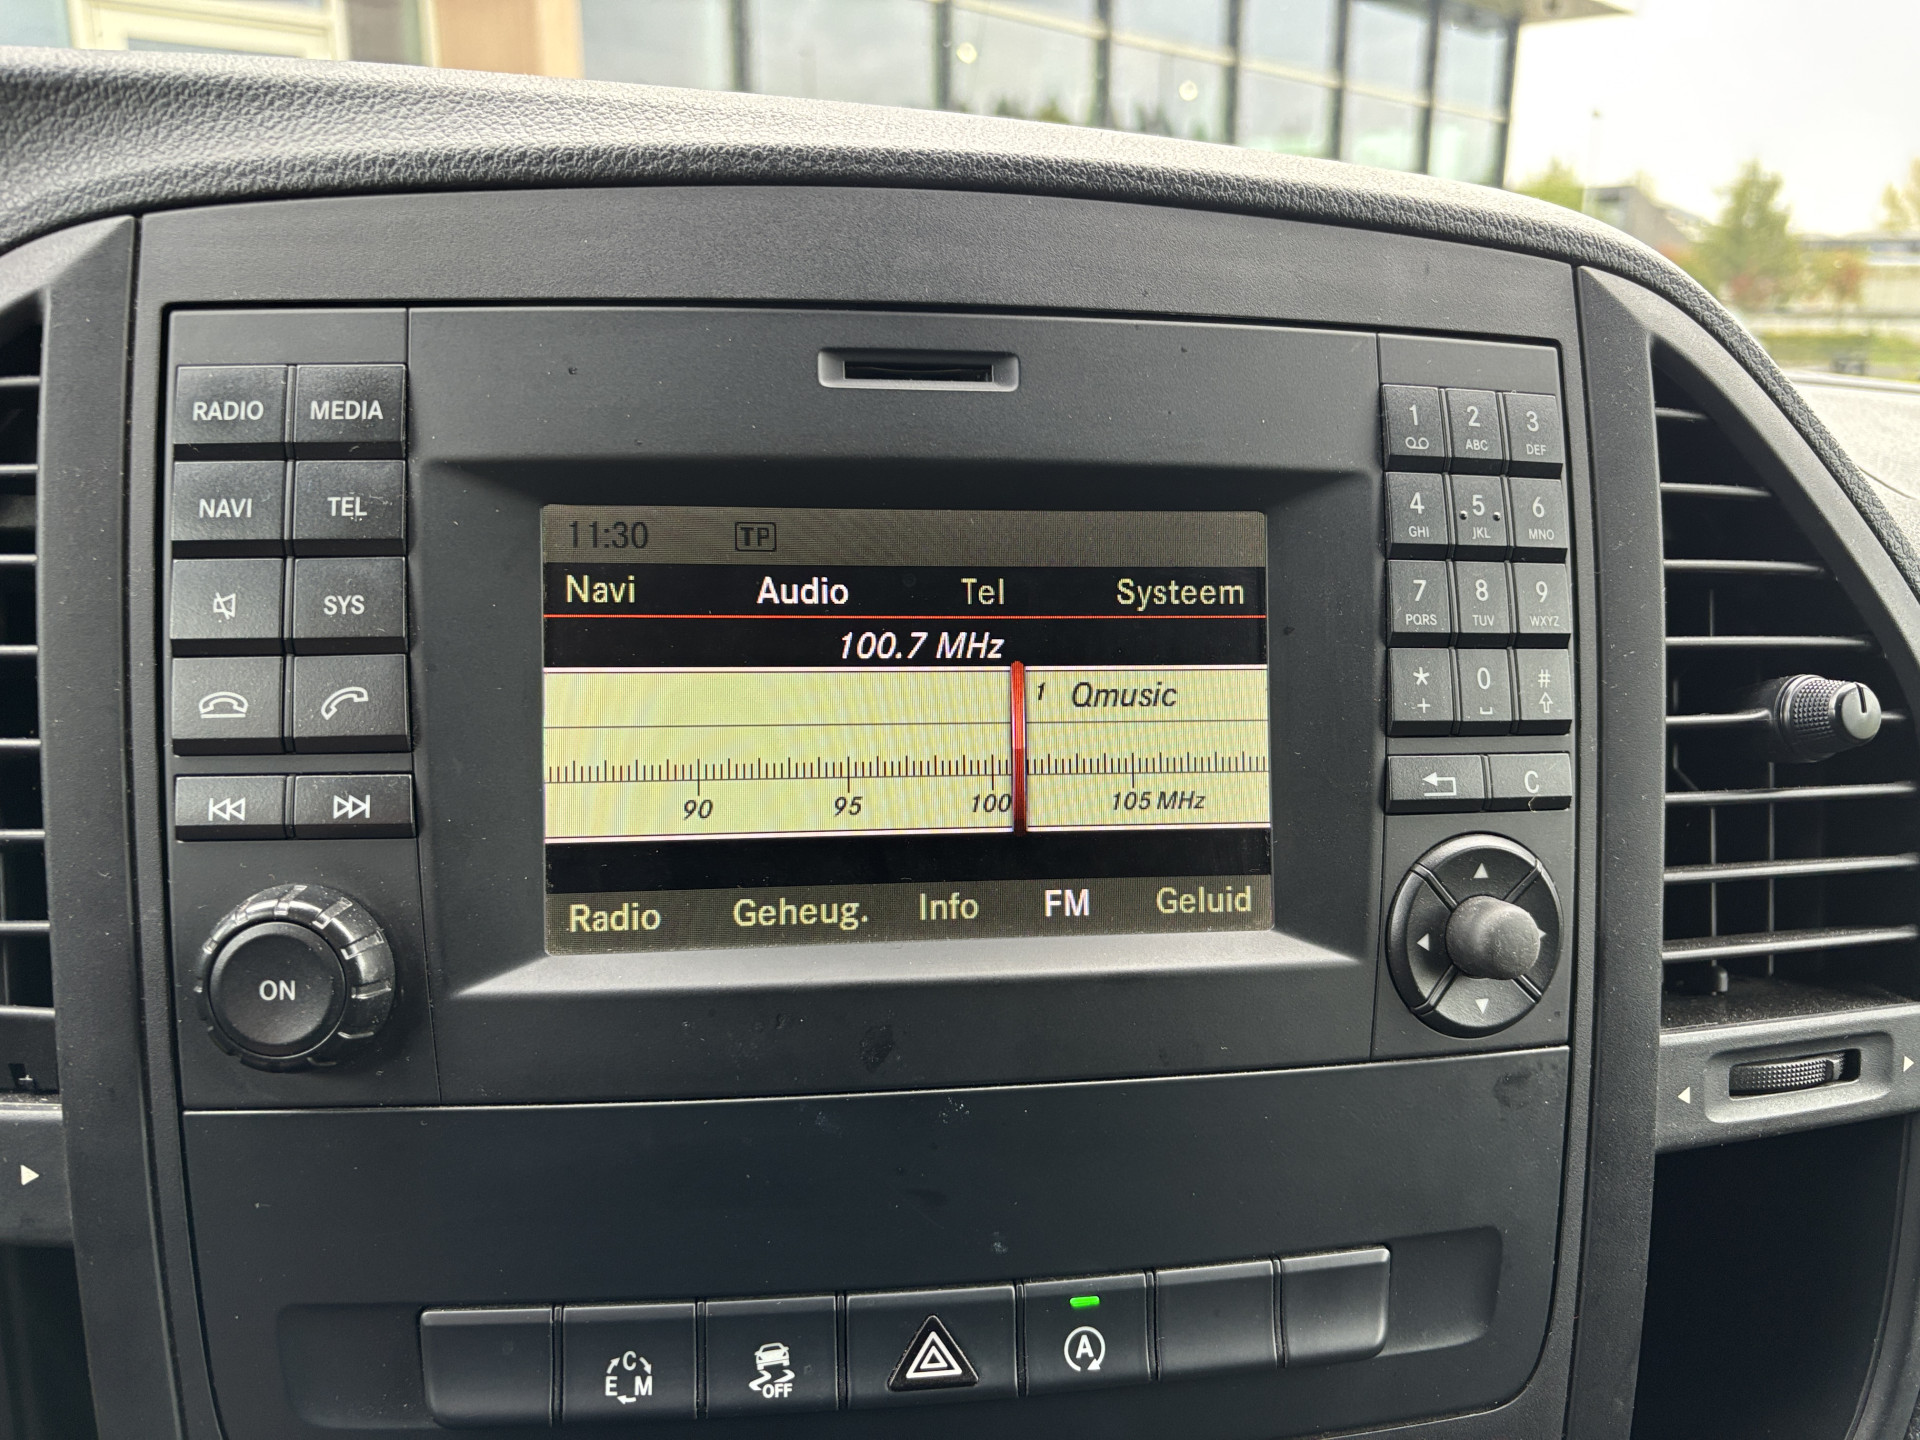 RADIO MEDIA
NAVI TEL
SYS
ON
11:30 TP
Navi Audio Tel Systeem
100.7 MHz
1 Qmusic
90 95 100 105 MHz
Radio Geheug. Info FM Geluid
1 2 ABC 3 DEF
4 GHI 5 JKL 6 MNO
7 PQRS 8 TUV 9 WXYZ
* + 0 #
C
C E M
OFF
A